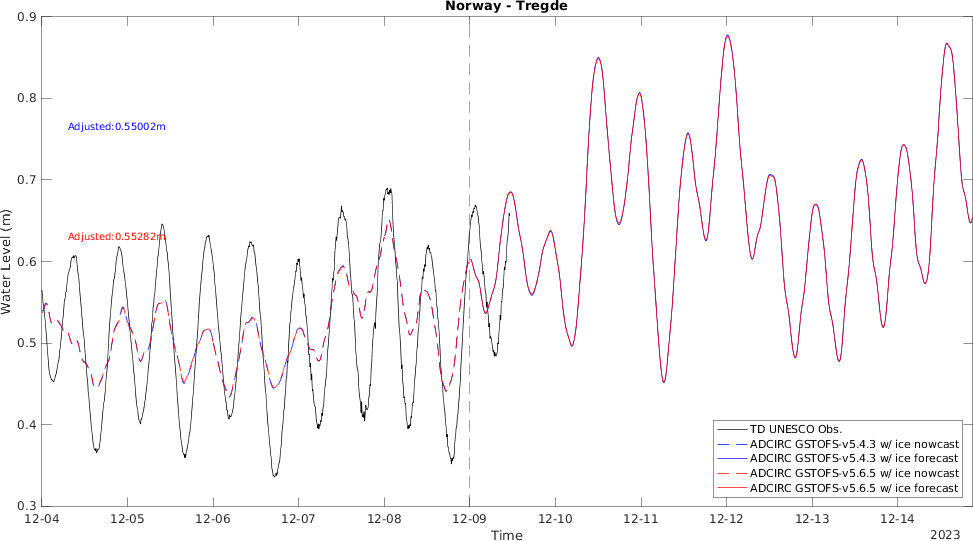 Norway - Tregde
0.9
0.8
0.7
0.6
0.5
0.4
0.3
Water Level (m)
Adjusted:0.55002m
Adjusted:0.55282m
TD UNESCO Obs.
ADCIRC GSTOFS-v5.4.3 w/ ice nowcast
ADCIRC GSTOFS-v5.4.3 w/ ice forecast
ADCIRC GSTOFS-v5.6.5 w/ ice nowcast
ADCIRC GSTOFS-v5.6.5 w/ ice forecast
12-04 12-05 12-06 12-07 12-08 12-09 12-10 12-11 12-12 12-13 12-14
Time
2023